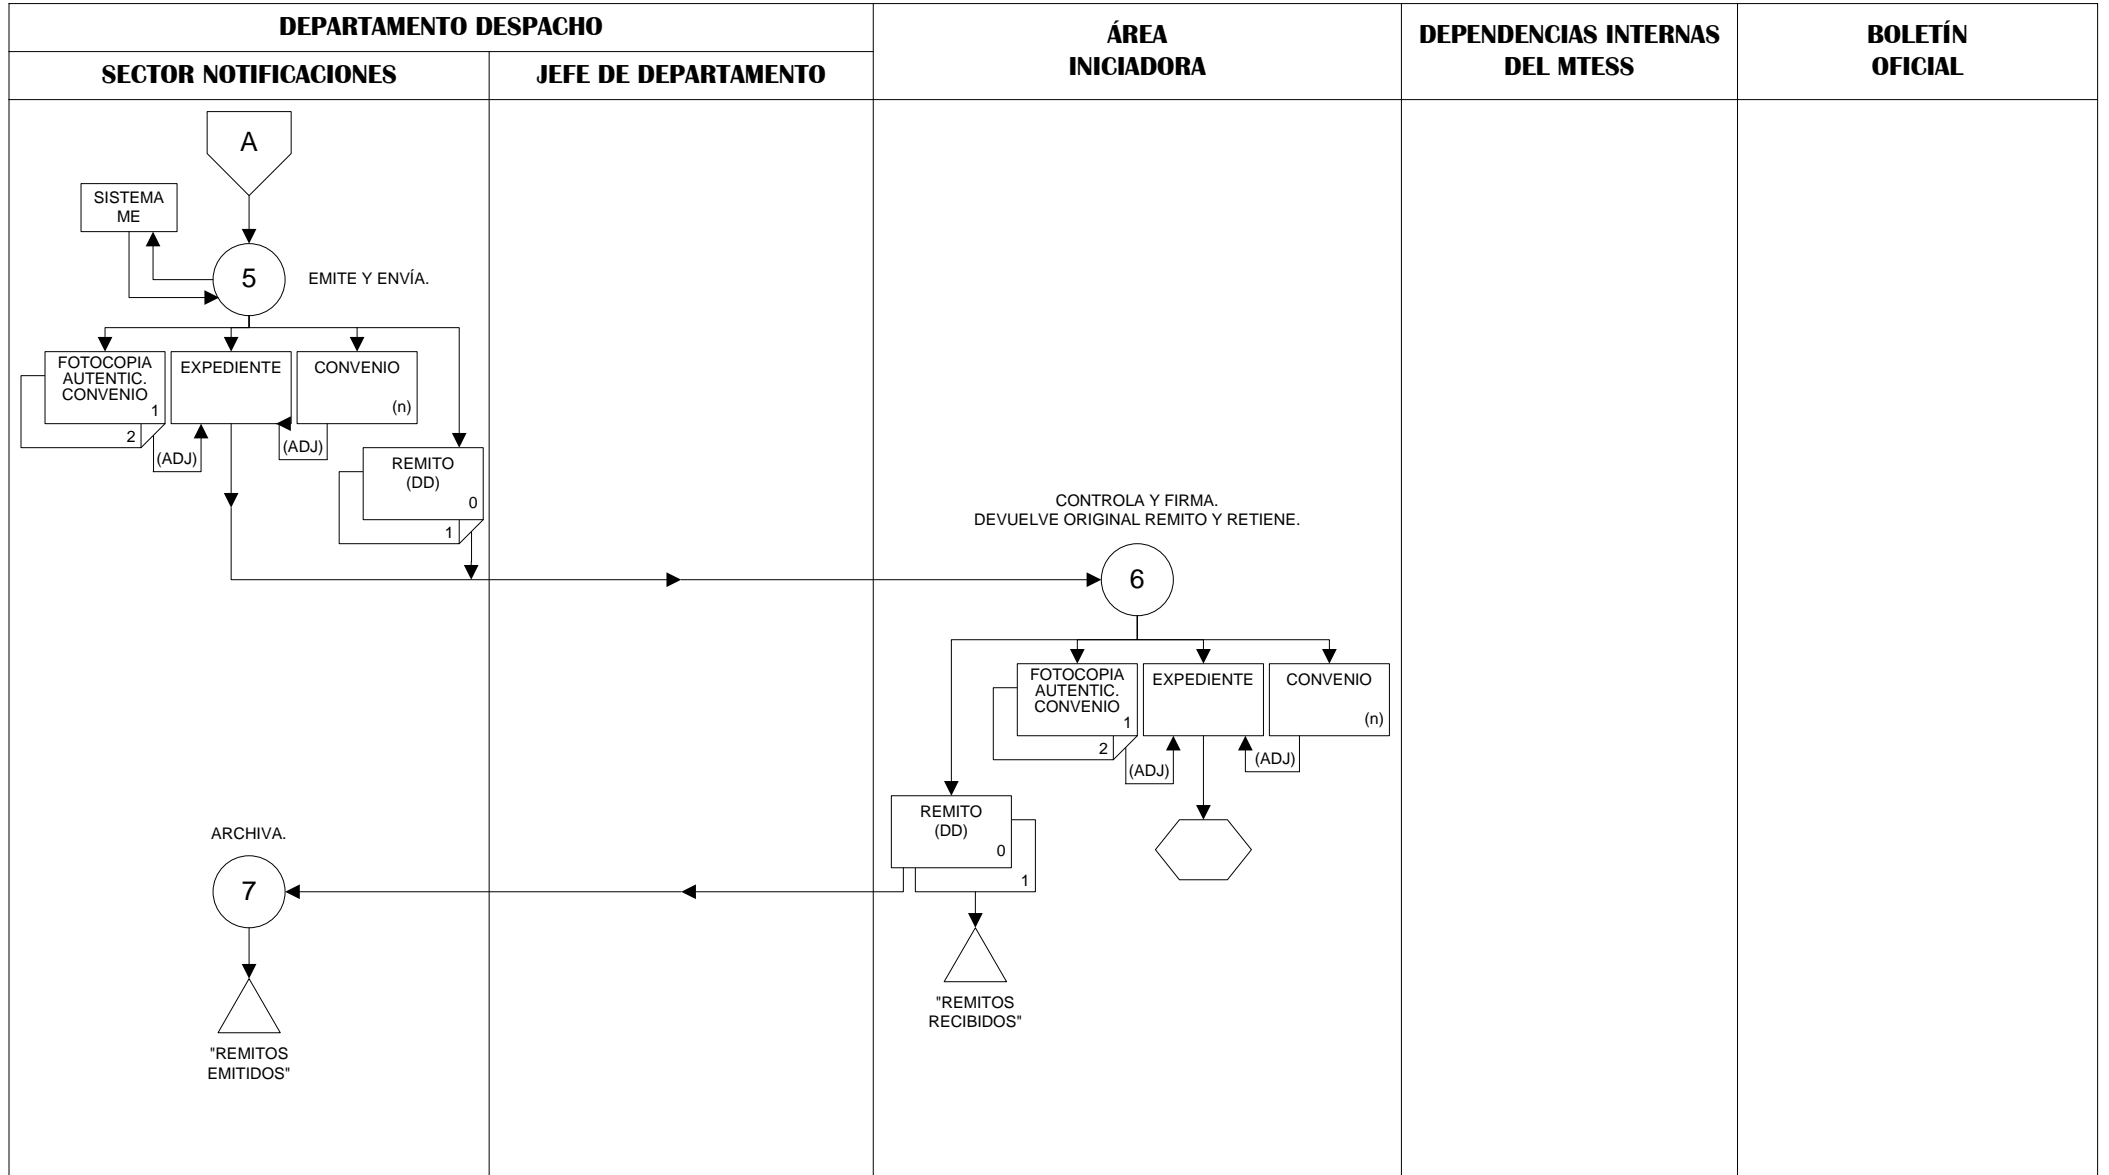 DEPARTAMENTO DESPACHO
SECTOR NOTIFICACIONES
JEFE DE DEPARTAMENTO
ÁREA
INICIADORA
DEPENDENCIAS INTERNAS
DEL MTESS
BOLETÍN
OFICIAL
A
SISTEMA
ME
5
EMITE Y ENVÍA.
FOTOCOPIA
AUTENTIC.
CONVENIO
1
2
(ADJ)
EXPEDIENTE
CONVENIO
(n)
(ADJ)
REMITO
(DD)
0
1
CONTROLA Y FIRMA.
DEVUELVE ORIGINAL REMITO Y RETIENE.
6
FOTOCOPIA
AUTENTIC.
CONVENIO
1
2
(ADJ)
EXPEDIENTE
CONVENIO
(n)
(ADJ)
REMITO
(DD)
0
1
"REMITOS
RECIBIDOS"
ARCHIVA.
7
"REMITOS
EMITIDOS"